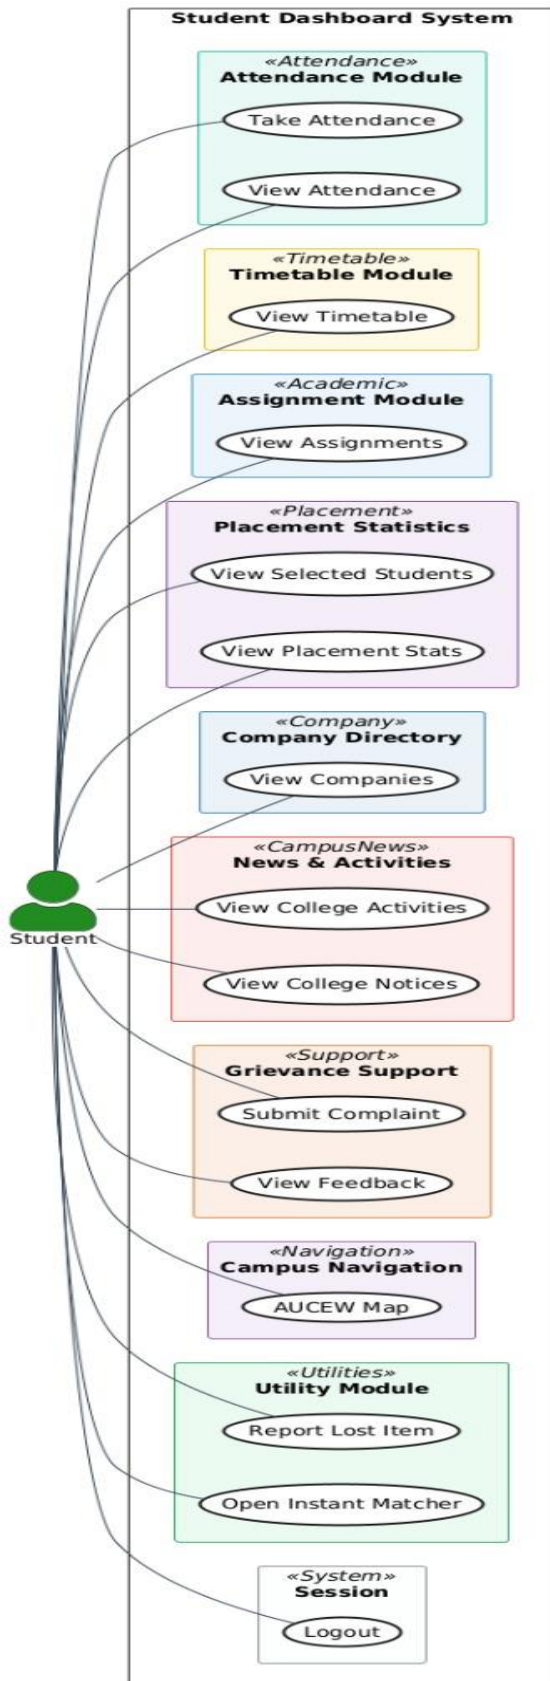 Student Dashboard System
«Attendance»
Attendance Module
Take Attendance
View Attendance
«Timetable»
Timetable Module
View Timetable
«Academic»
Assignment Module
View Assignments
«Placement»
Placement Statistics
View Selected Students
View Placement Stats
«Company»
Company Directory
View Companies
«CampusNews»
News & Activities
View College Activities
Student
View College Notices
«Support»
Grievance Support
Submit Complaint
View Feedback
«Navigation»
Campus Navigation
AUCEW Map
«Utilities»
Utility Module
Report Lost Item
Open Instant Matcher
«System»
Session
Logout